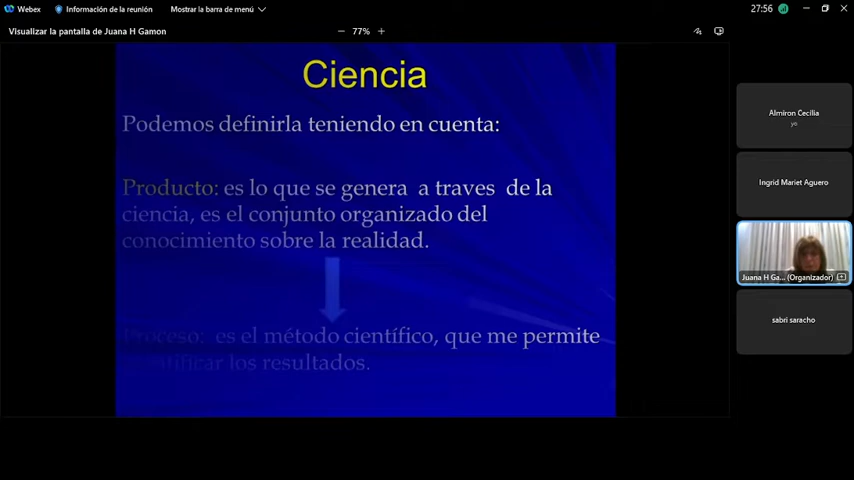 Webex
Información de la reunión
Mostrar la barra de menú
27:56
Visualizar la pantalla de Juana H Gamon
77%
Ciencia
Podemos definirla teniendo en cuenta:
Producto: es lo que se genera a traves de la
ciencia, es el conjunto organizado del
conocimiento sobre la realidad.
Proceso: es el método científico, que me permite
los resultados.
Almiron Cecilia
yo
Ingrid Mariet Aguero
Juana H Ga... (Organizador)
sabri saracho